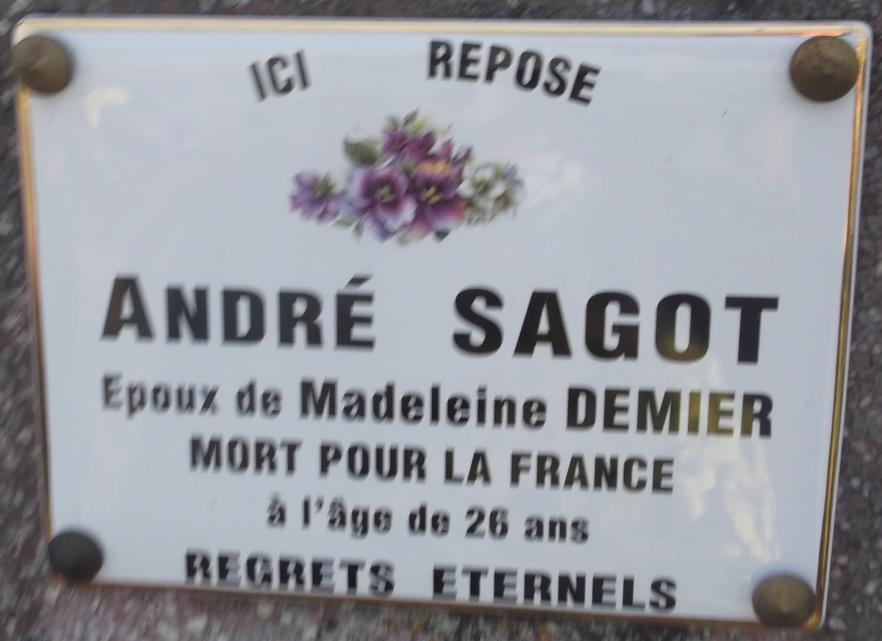 ICI REPOSE
ANDRÉ SAGOT
Epoux de Madeleine DEMIER
MORT POUR LA FRANCE
à l'âge de 26 ans
REGRETS ETERNELS